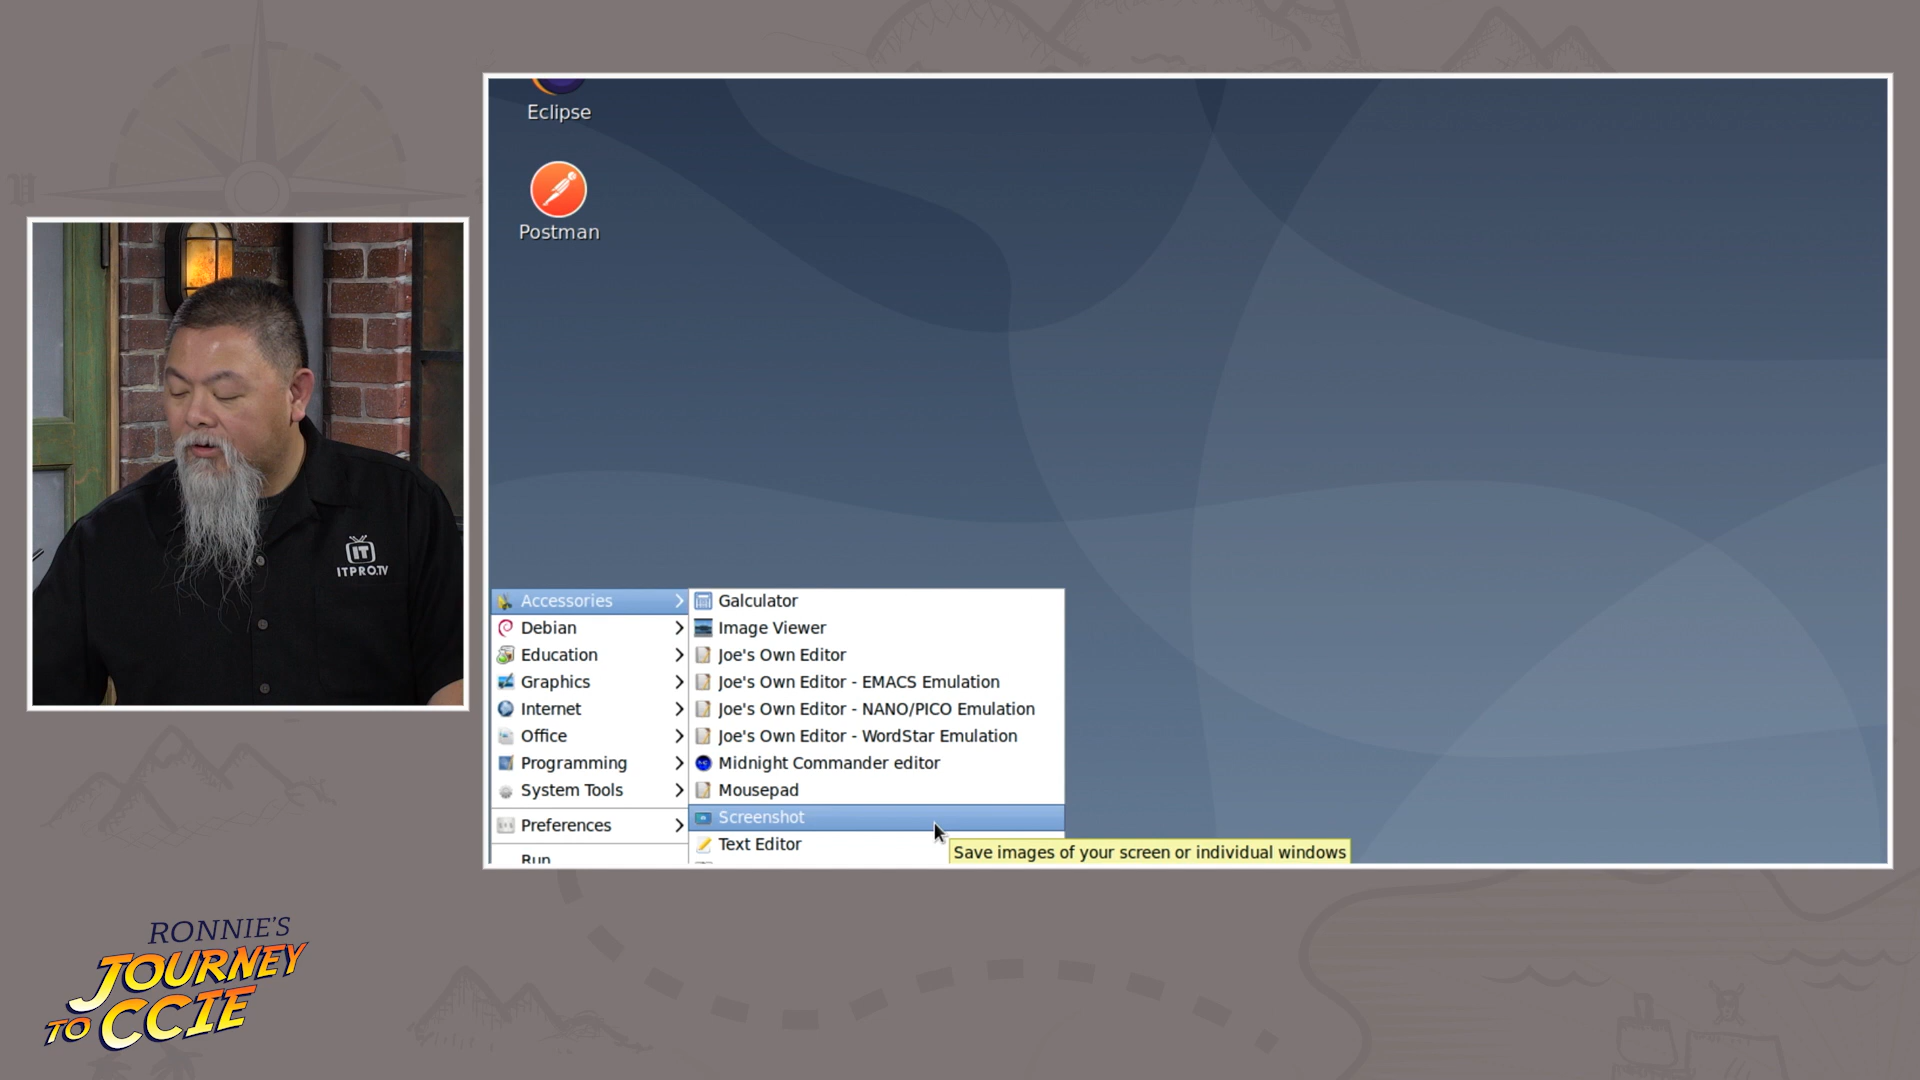 Eclipse
Postman
IT
ITPRO.TV
Accessories
Debian
Education
Graphics
Internet
Office
Programming
System Tools
Preferences
Run
Galculator
Image Viewer
Joe's Own Editor
Joe's Own Editor - EMACS Emulation
Joe's Own Editor - NANO/PICO Emulation
Joe's Own Editor - WordStar Emulation
Midnight Commander editor
Mousepad
Screenshot
Text Editor
Save images of your screen or individual windows
RONNIE'S
JOURNEY
TO CCIE